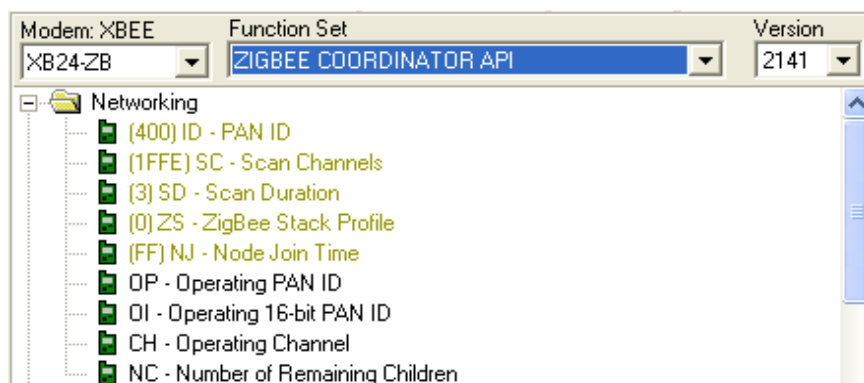 Modem: XBEE Function Set Version
XB24-ZB ZIGBEE COORDINATOR API 2141
Networking
(400) ID - PAN ID
(1FFE) SC - Scan Channels
(3) SD - Scan Duration
(0) ZS - ZigBee Stack Profile
(FF) NJ - Node Join Time
OP - Operating PAN ID
OI - Operating 16-bit PAN ID
CH - Operating Channel
NC - Number of Remaining Children